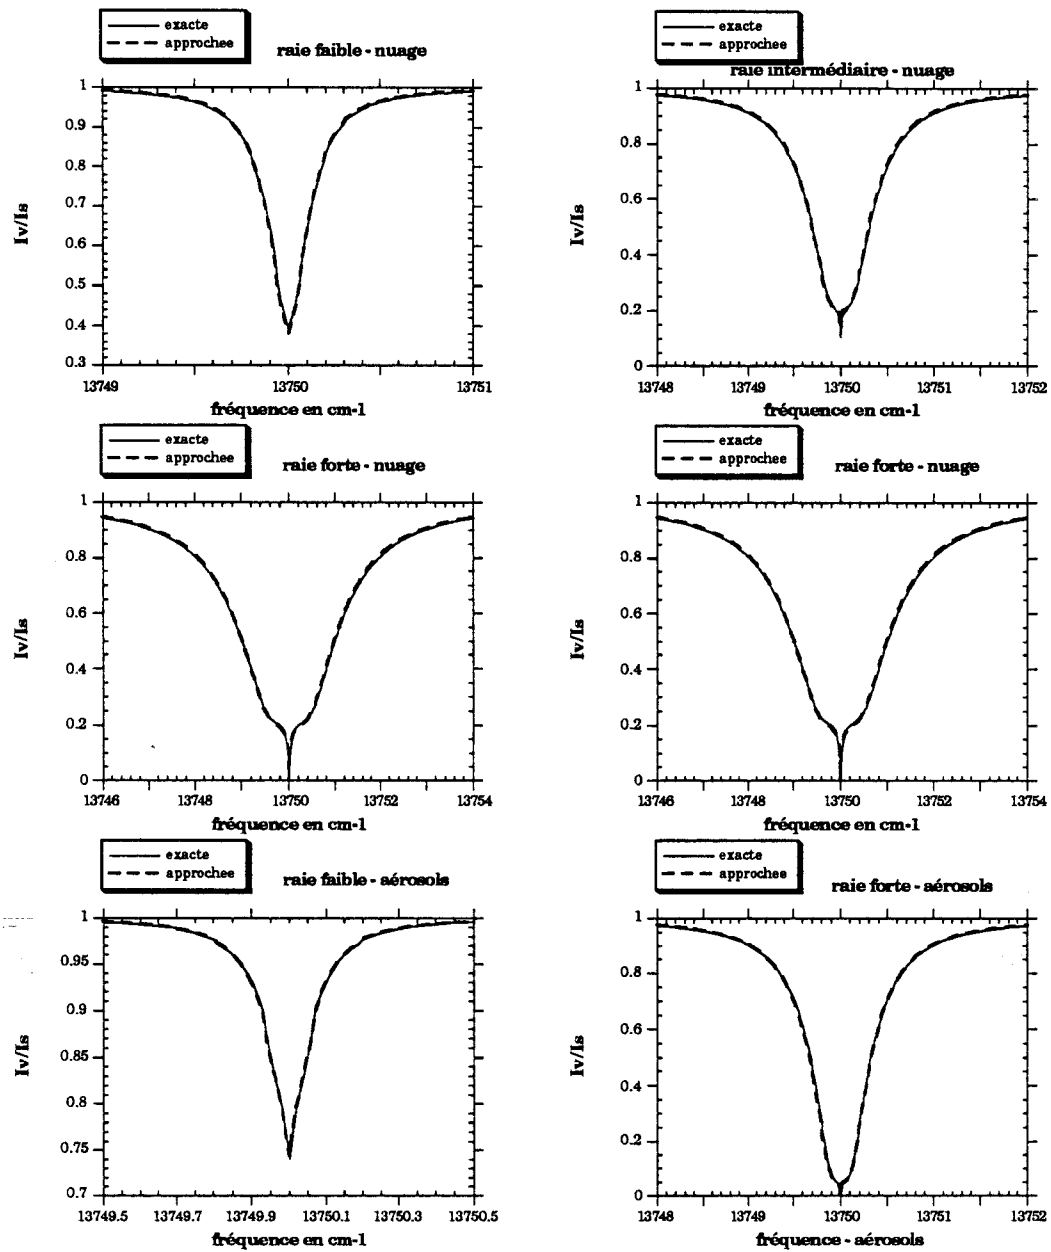 exacte
approchee
raie faible - nuage
1
0.9
0.8
0.7
0.6
0.5
0.4
0.3
Iv/Is
13749
13750
13751
fréquence en cm-1
exacte
approchee
raie intermédiaire - nuage
1
0.8
0.6
0.4
0.2
0
Iv/Is
13748
13749
13750
13751
13752
fréquence en cm-1
exacte
approchee
raie forte - nuage
1
0.8
0.6
0.4
0.2
0
Iv/Is
13746
13748
13750
13752
13754
fréquence en cm-1
exacte
approchee
raie forte - nuage
1
0.8
0.6
0.4
0.2
0
Iv/Is
13746
13748
13750
13752
13754
fréquence en cm-1
exacte
approchee
raie faible - aérosols
1
0.95
0.9
0.85
0.8
0.75
0.7
Iv/Is
13749.5
13749.7
13749.9
13750.1
13750.3
13750.5
fréquence en cm-1
exacte
approchee
raie forte - aérosols
1
0.8
0.6
0.4
0.2
0
Iv/Is
13748
13749
13750
13751
13752
fréquence - aérosols